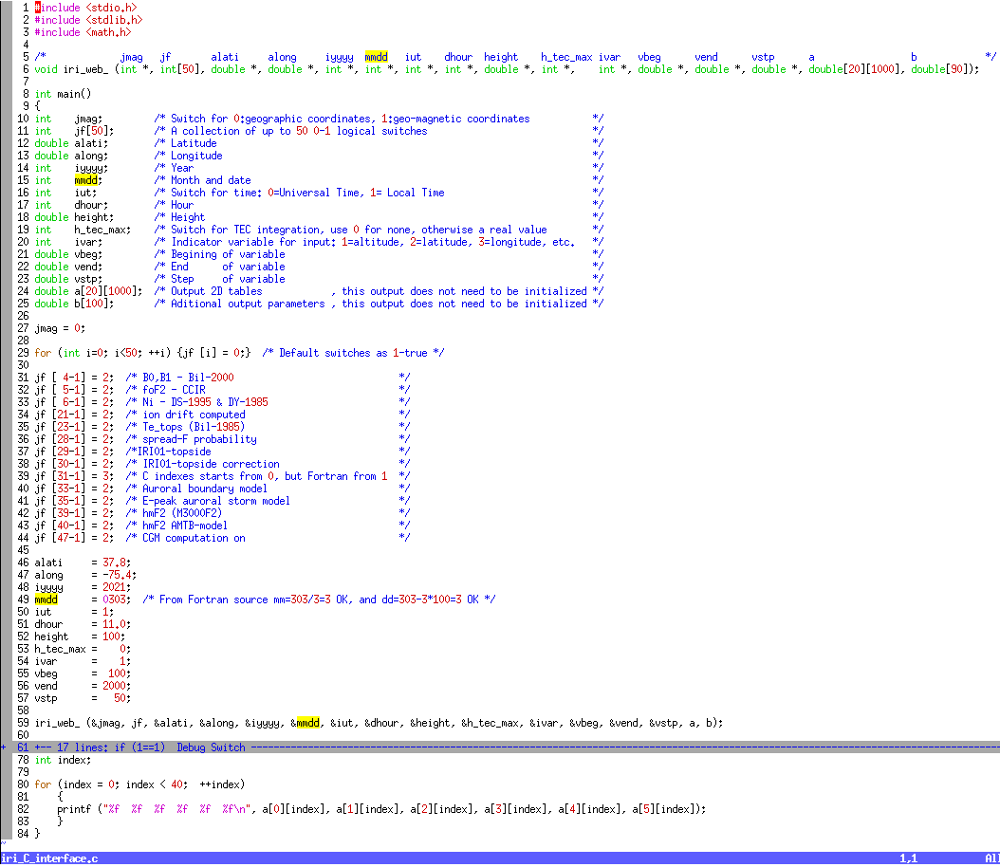 1 #include <stdio.h>
2 #include <stdlib.h>
3 #include <math.h>
4
5 /*             jmag   jf       alati     along     iyyyy  mmdd   iut    dhour  height    h_tec_max ivar   vbeg      vend      vstp      a                 b            */
6 void iri_web_ (int *, int[50], double *, double *, int *, int *, int *, int *, double *, int *,    int *, double *, double *, double *, double[20][1000], double[90]);
7
8 int main()
9 {
10 int    jmag;         /* Switch for 0:geographic coordinates, 1:geo-magnetic coordinates           */
11 int    jf[50];       /* A collection of up to 50 0-1 logical switches                             */
12 double alati;        /* Latitude                                                                  */
13 double along;        /* Longitude                                                                 */
14 int    iyyyy;        /* Year                                                                      */
15 int    mmdd;         /* Month and date                                                            */
16 int    iut;          /* Switch for time: 0=Universal Time, 1= Local Time                          */
17 int    dhour;        /* Hour                                                                      */
18 double height;       /* Height                                                                    */
19 int    h_tec_max;    /* Switch for TEC integration, use 0 for none, otherwise a real value        */
20 int    ivar;         /* Indicator variable for input: 1=altitude, 2=latitude, 3=longitude, etc.   */
21 double vbeg;         /* Begining of variable                                                      */
22 double vend;         /* End      of variable                                                      */
23 double vstp;         /* Step     of variable                                                      */
24 double a[20][1000];  /* Output 2D tables            , this output does not need to be initialized */
25 double b[100];       /* Aditional output parameters , this output does not need to be initialized */
26
27 jmag = 0;
28
29 for (int i=0; i<50; ++i) {jf [i] = 0;}  /* Default switches as 1-true */
30
31 jf [ 4-1] = 2;  /* B0,B1 - Bil-2000                             */
32 jf [ 5-1] = 2;  /* foF2 - CCIR                                  */
33 jf [ 6-1] = 2;  /* Ni - DS-1995 & DY-1985                       */
34 jf [21-1] = 2;  /* ion drift computed                           */
35 jf [23-1] = 2;  /* Te_tops (Bil-1985)                           */
36 jf [28-1] = 2;  /* spread-F probability                         */
37 jf [29-1] = 2;  /*IRI01-topside                                 */
38 jf [30-1] = 2;  /* IRI01-topside correction                     */
39 jf [31-1] = 3;  /* C indexes starts from 0, but Fortran from 1  */
40 jf [33-1] = 2;  /* Auroral boundary model                       */
41 jf [35-1] = 2;  /* E-peak auroral storm model                   */
42 jf [39-1] = 2;  /* hmF2 (M3000F2)                               */
43 jf [40-1] = 2;  /* hmF2 AMTB-model                              */
44 jf [47-1] = 2;  /* CGM computation on                           */
45
46 alati     = 37.8;
47 along     = -75.4;
48 iyyyy     = 2021;
49 mmdd      = 0303;  /* From Fortran source mm=303/3=3 OK, and dd=303-3*100=3 OK */
50 iut       = 1;
51 dhour     = 11.0;
52 height    = 100;
53 h_tec_max =    0;
54 ivar      =    1;
55 vbeg      =  100;
56 vend      = 2000;
57 vstp      =   50;
58
59 iri_web_ (&jmag, jf, &alati, &along, &iyyyy, &mmdd, &iut, &dhour, &height, &h_tec_max, &ivar, &vbeg, &vend, &vstp, a, b);
60
+ 61 +-- 17 lines: if (1==1)  Debug Switch ----------
78 int index;
79
80 for (index = 0; index < 40;  ++index)
81     {
82     printf ("%f  %f  %f  %f  %f  %f\n", a[0][index], a[1][index], a[2][index], a[3][index], a[4][index], a[5][index]);
83     }
84 }
~
iri_C_interface.c                    1,1          All